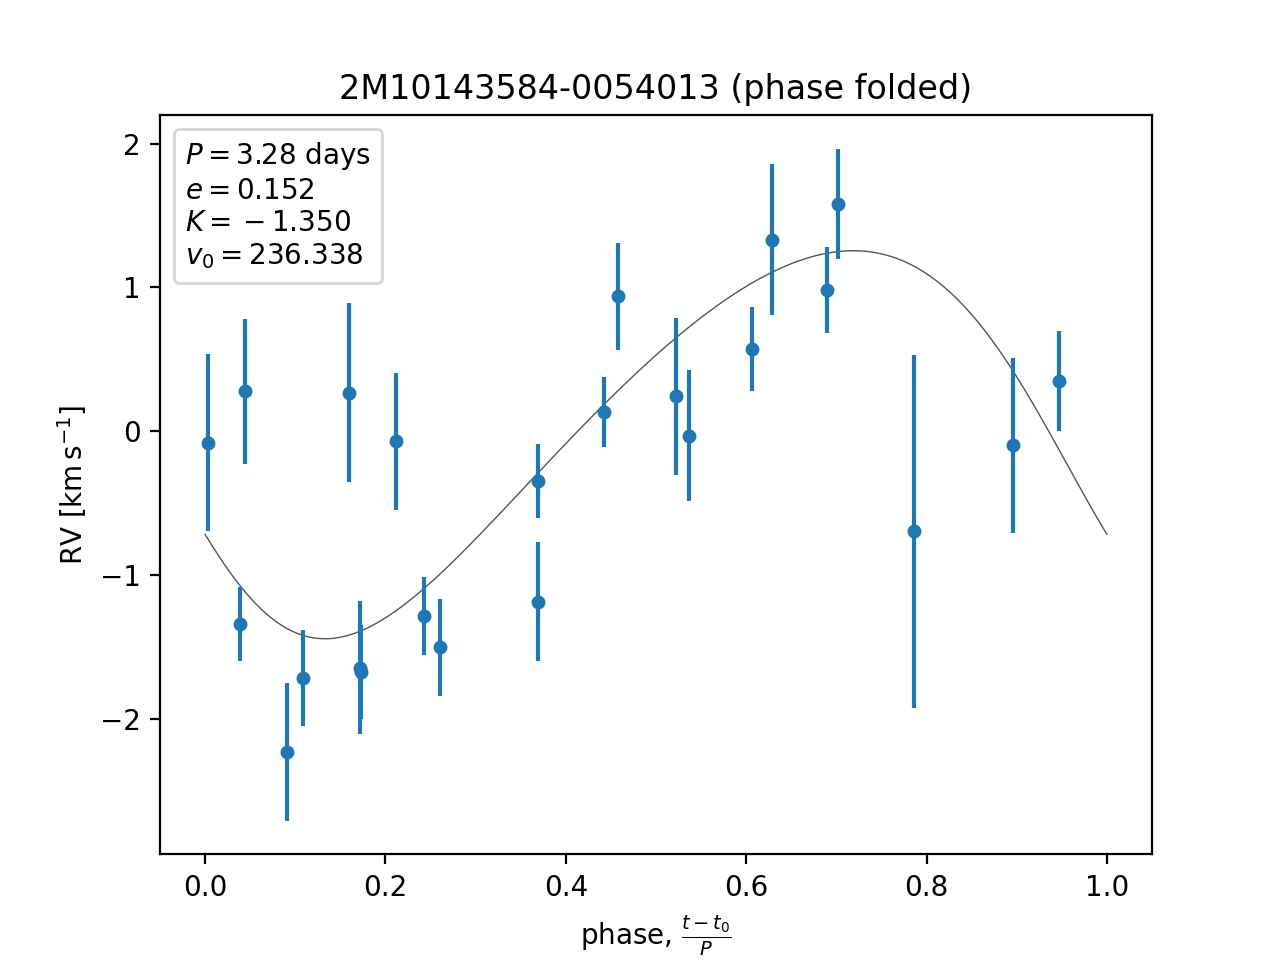 2M10143584-0054013 (phase folded)
P = 3.28 days
e = 0.152
K = −1.350
v₀ = 236.338
2
1
0
−1
−2
RV [km s⁻¹]
0.0 0.2 0.4 0.6 0.8 1.0
phase, (t − t₀)/P